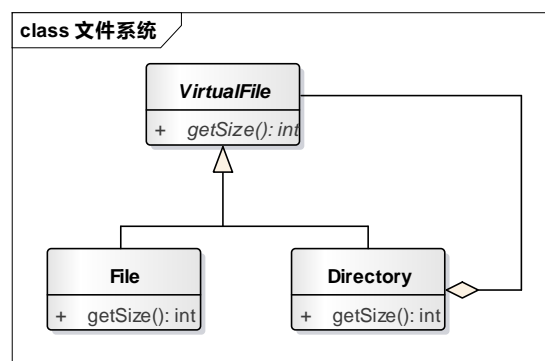 class 文件系统
VirtualFile
+ getSize(): int
File
+ getSize(): int
Directory
+ getSize(): int